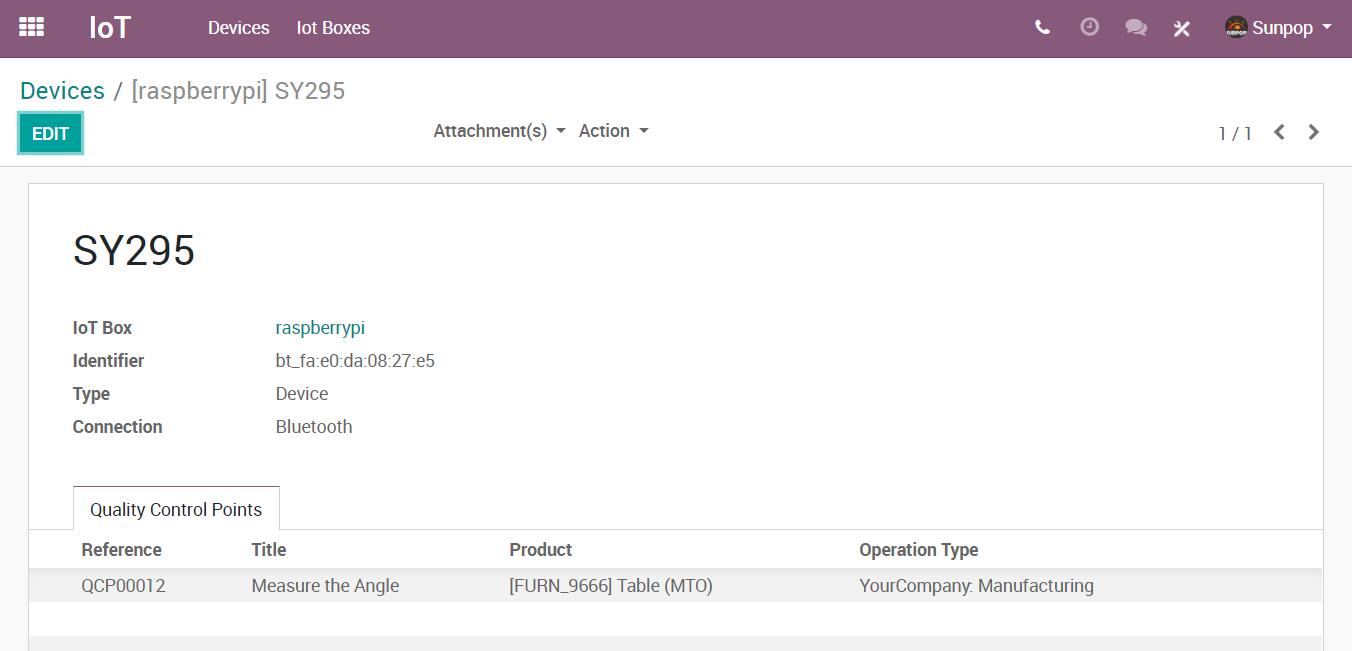 IoT Devices Iot Boxes Sunpop
Devices / [raspberrypi] SY295
EDIT Attachment(s) Action 1 / 1
SY295
IoT Box raspberrypi
Identifier bt_fa:e0:da:08:27:e5
Type Device
Connection Bluetooth
Quality Control Points
Reference Title Product Operation Type
QCP00012 Measure the Angle [FURN_9666] Table (MTO) YourCompany: Manufacturing